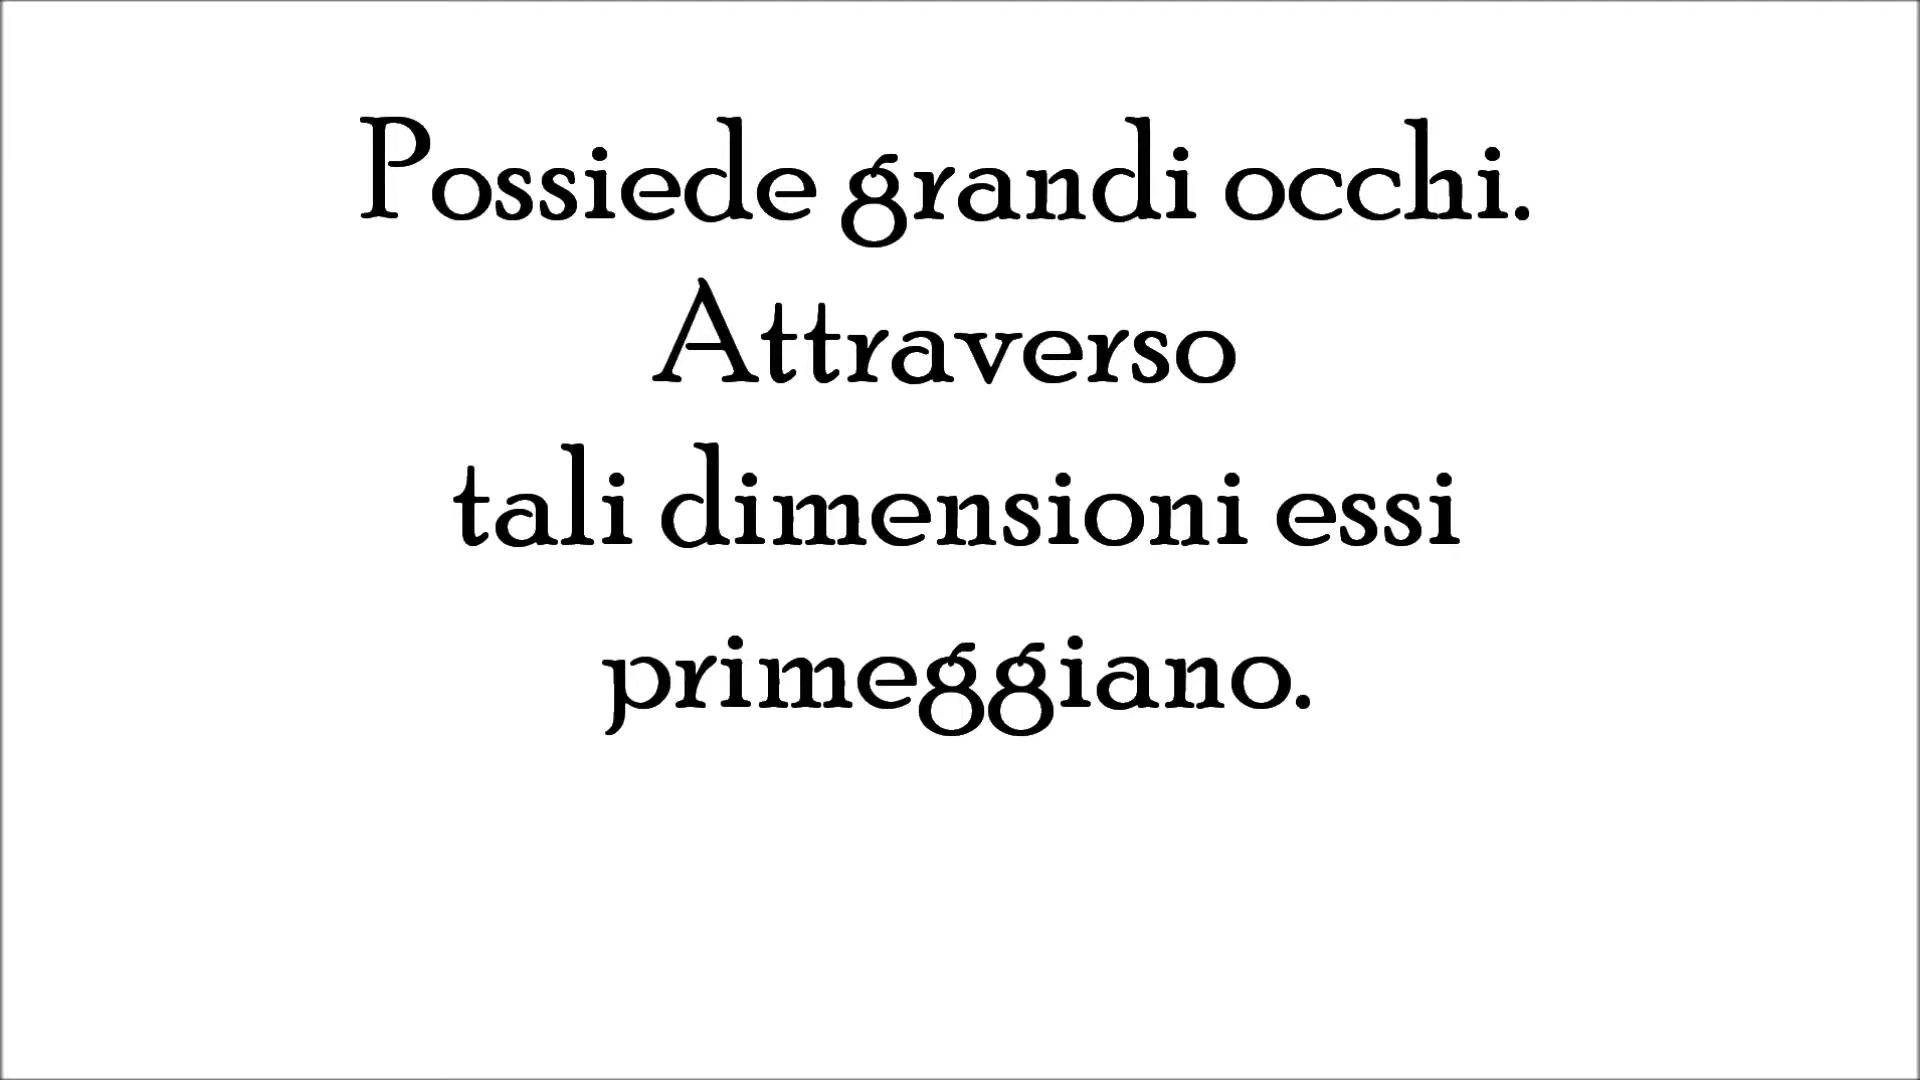 Possiede grandi occhi.
Attraverso
tali dimensioni essi
primeggiano.